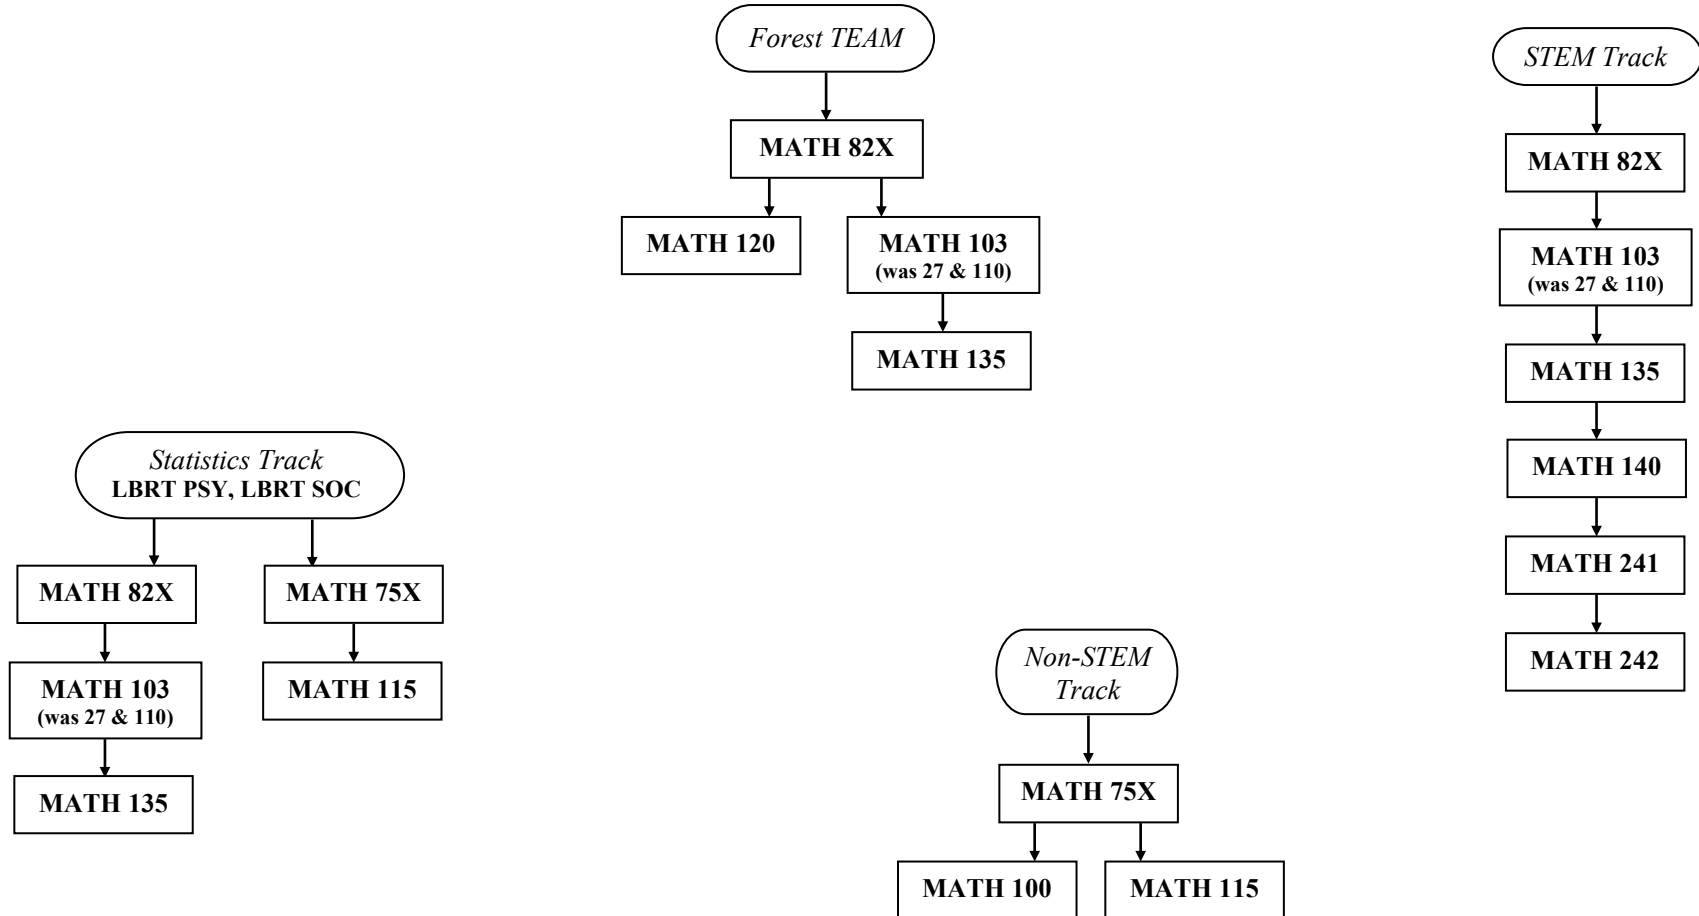 Forest TEAM
MATH 82X
MATH 120
MATH 103
(was 27 & 110)
MATH 135
STEM Track
MATH 82X
MATH 103
(was 27 & 110)
MATH 135
MATH 140
MATH 241
MATH 242
Statistics Track
LBRT PSY, LBRT SOC
MATH 82X
MATH 103
(was 27 & 110)
MATH 135
MATH 75X
MATH 115
Non-STEM
Track
MATH 75X
MATH 100
MATH 115